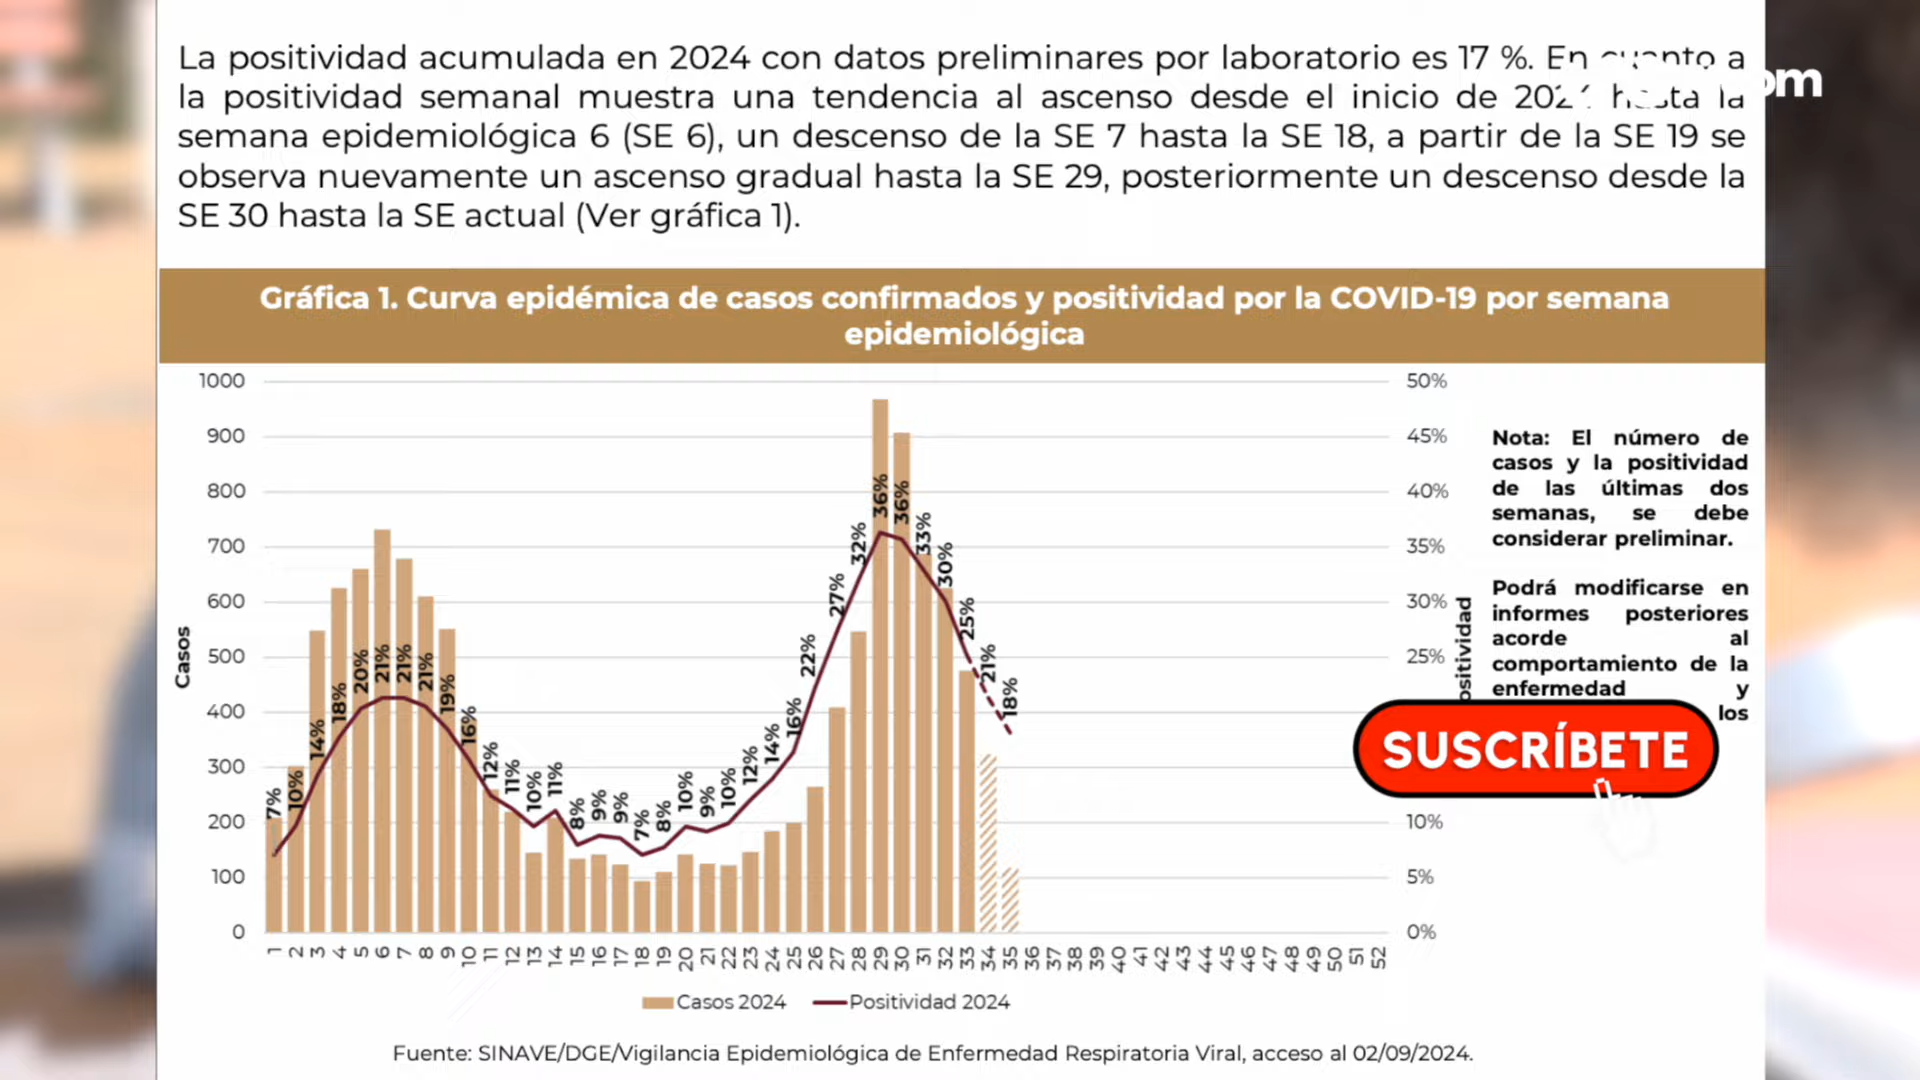 La positividad acumulada en 2024 con datos preliminares por laboratorio es 17 %. En cuanto a
la positividad semanal muestra una tendencia al ascenso desde el inicio de 2024 hasta la
semana epidemiológica 6 (SE 6), un descenso de la SE 7 hasta la SE 18, a partir de la SE 19 se
observa nuevamente un ascenso gradual hasta la SE 29, posteriormente un descenso desde la
SE 30 hasta la SE actual (Ver gráfica 1).
Gráfica 1. Curva epidémica de casos confirmados y positividad por la COVID-19 por semana
epidemiológica
1000
900
800
700
600
500
400
300
200
100
0
Casos
7% 10% 14% 18% 20% 21% 21% 21% 19% 16% 12% 11% 10% 11% 8% 9% 9% 7% 8% 10% 9% 10% 12% 14% 16% 22% 27% 32% 36% 36% 33% 30% 25% 21% 18%
50%
45%
40%
35%
30%
25%
10%
5%
0%
1 2 3 4 5 6 7 8 9 10 11 12 13 14 15 16 17 18 19 20 21 22 23 24 25 26 27 28 29 30 31 32 33 34 35 36 37 38 39 40 41 42 43 44 45 46 47 48 49 50 51 52
Casos 2024 Positividad 2024
Nota: El número de
casos y la positividad
de las últimas dos
semanas, se debe
considerar preliminar.
Podrá modificarse en
informes posteriores
acorde al
comportamiento de la
enfermedad y
los
SUSCRÍBETE
Fuente: SINAVE/DGE/Vigilancia Epidemiológica de Enfermedad Respiratoria Viral, acceso al 02/09/2024.